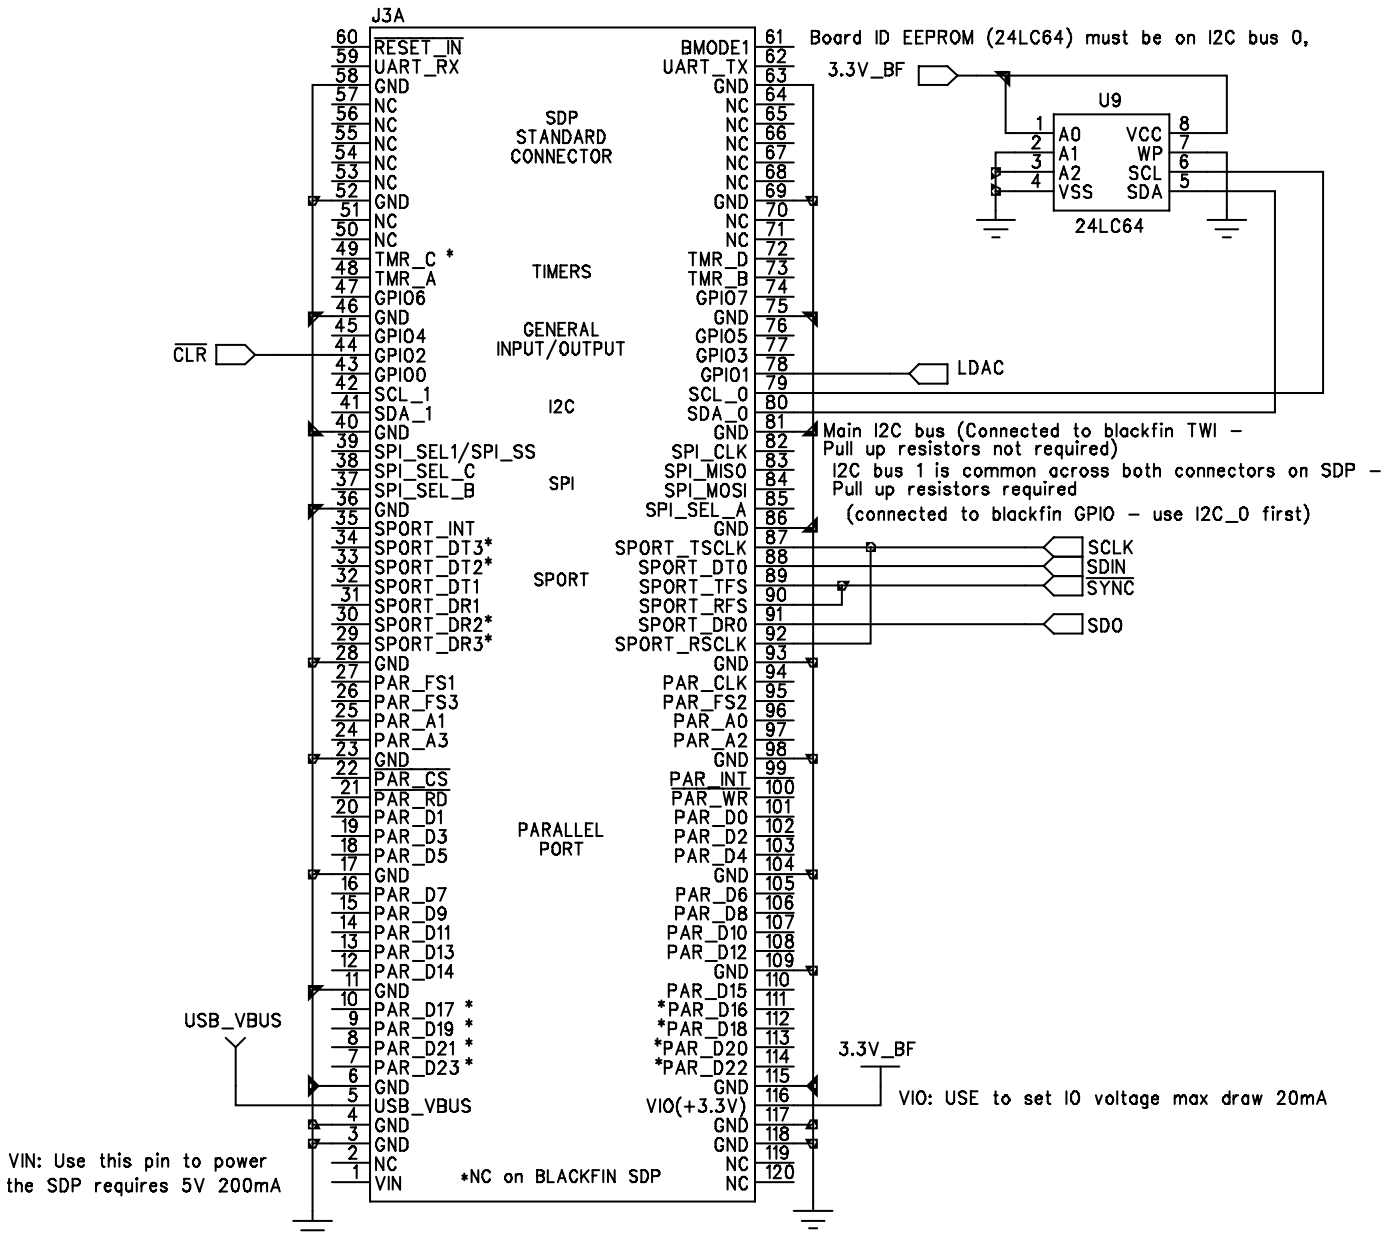 J3A
60 RESET_IN BMODE1 61
59 UART_RX UART_TX 62
58 GND GND 63
57 NC NC 64
56 NC SDP NC 65
55 NC STANDARD NC 66
54 NC CONNECTOR NC 67
53 NC NC 68
52 GND GND 69
51 NC NC 70
50 NC NC 71
49 TMR_C * TMR_D 72
48 TMR_A TIMERS TMR_B 73
47 GPIO6 GPIO7 74
46 GND GND 75
45 GPIO4 GENERAL GPIO5 76
44 GPIO2 INPUT/OUTPUT GPIO3 77
43 GPIO0 GPIO1 78
42 SCL_1 SCL_0 79
41 SDA_1 I2C SDA_0 80
40 GND GND 81
39 SPI_SEL1/SPI_SS SPI_CLK 82
38 SPI_SEL_C SPI_MISO 83
37 SPI_SEL_B SPI SPI_MOSI 84
36 GND SPI_SEL_A 85
35 SPORT_INT GND 86
34 SPORT_DT3* SPORT_TSCLK 87
33 SPORT_DT2* SPORT_DT0 88
32 SPORT_DT1 SPORT SPORT_TFS 89
31 SPORT_DR1 SPORT_RFS 90
30 SPORT_DR2* SPORT_DR0 91
29 SPORT_DR3* SPORT_RSCLK 92
28 GND GND 93
27 PAR_FS1 PAR_CLK 94
26 PAR_FS3 PAR_FS2 95
25 PAR_A1 PAR_A0 96
24 PAR_A3 PAR_A2 97
23 GND GND 98
22 PAR_CS PAR_INT 99
21 PAR_RD PAR_WR 100
20 PAR_D1 PAR_D0 101
19 PAR_D3 PARALLEL PAR_D2 102
18 PAR_D5 PORT PAR_D4 103
17 GND GND 104
16 PAR_D7 PAR_D6 105
15 PAR_D9 PAR_D8 106
14 PAR_D11 PAR_D10 107
13 PAR_D13 PAR_D12 108
12 PAR_D14 GND 109
11 GND PAR_D15 110
10 PAR_D17 * *PAR_D16 111
9 PAR_D19 * *PAR_D18 112
8 PAR_D21 * *PAR_D20 113
7 PAR_D23 * *PAR_D22 114
6 GND GND 115
5 USB_VBUS VIO(+3.3V) 116
4 GND GND 117
3 GND GND 118
2 NC NC 119
1 VIN *NC on BLACKFIN SDP NC 120
CLR
USB_VBUS
VIN: Use this pin to power
the SDP requires 5V 200mA
Board ID EEPROM (24LC64) must be on I2C bus 0,
3.3V_BF
U9
1 A0 VCC 8
2 A1 WP 7
3 A2 SCL 6
4 VSS SDA 5
24LC64
LDAC
Main I2C bus (Connected to blackfin TWI –
Pull up resistors not required)
I2C bus 1 is common across both connectors on SDP –
Pull up resistors required
(connected to blackfin GPIO – use I2C_0 first)
SCLK
SDIN
SYNC
SDO
3.3V_BF
VIO: USE to set IO voltage max draw 20mA